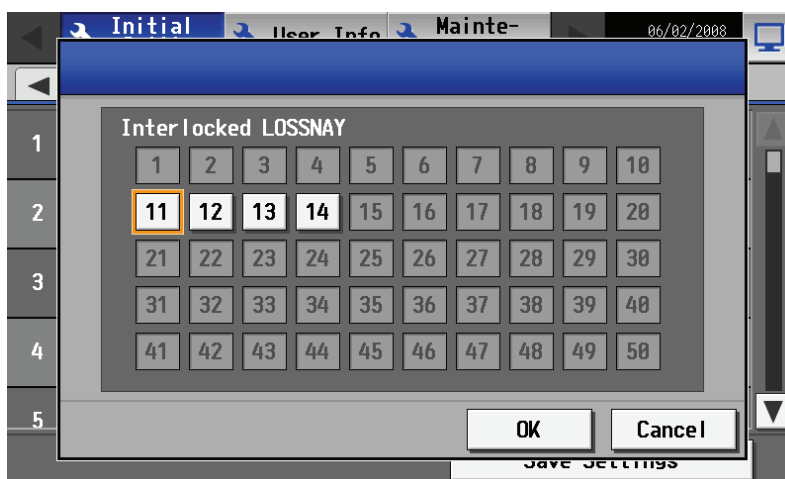 Initial User Info Mainte- 06/02/2008
Interlocked LOSSNAY
1 1 2 3 4 5 6 7 8 9 10
2 11 12 13 14 15 16 17 18 19 20
21 22 23 24 25 26 27 28 29 30
3 31 32 33 34 35 36 37 38 39 40
4 41 42 43 44 45 46 47 48 49 50
5 OK Cancel
Save Settings